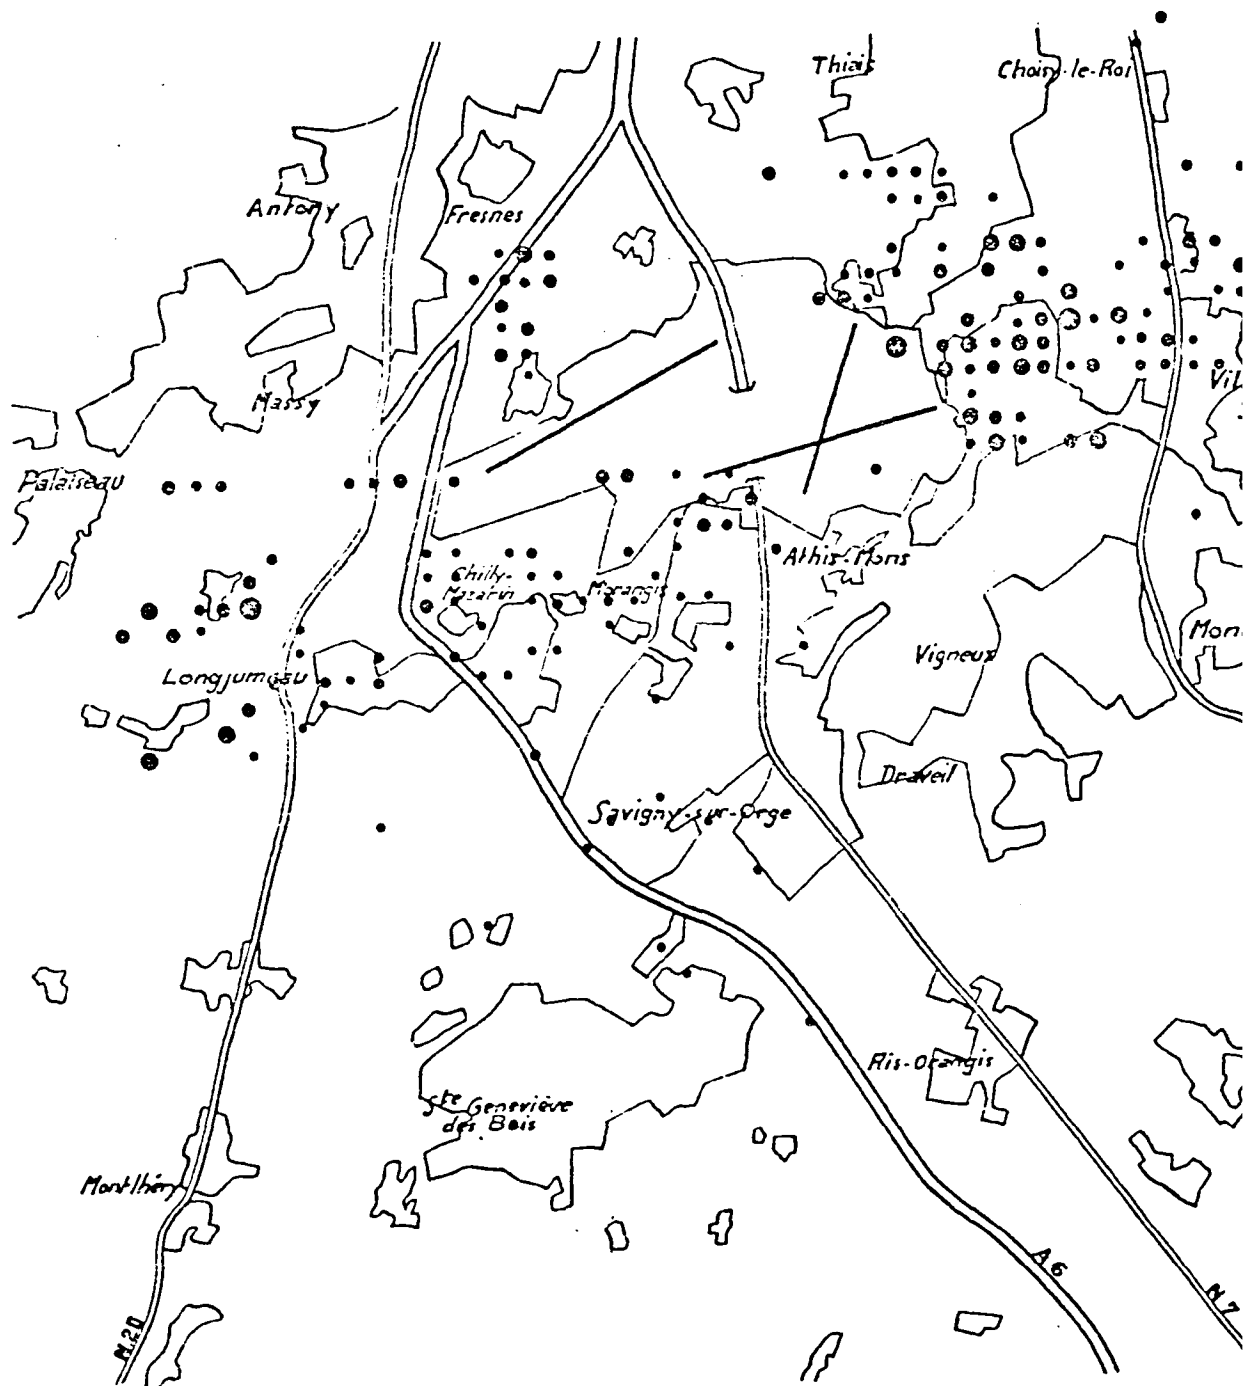 Thiais
Choisy-le-Roi
Antony
Fresnes
Massy
Vil
Palaiseau
Athis-Mons
Chilly-
Mazarin
Morangis
Mon
Vigneux
Longjumeau
Draveil
Savigny-sur-Orge
Ris-Orangis
Ste Geneviève
des Bois
Montlhéry
A6
N7
N.20